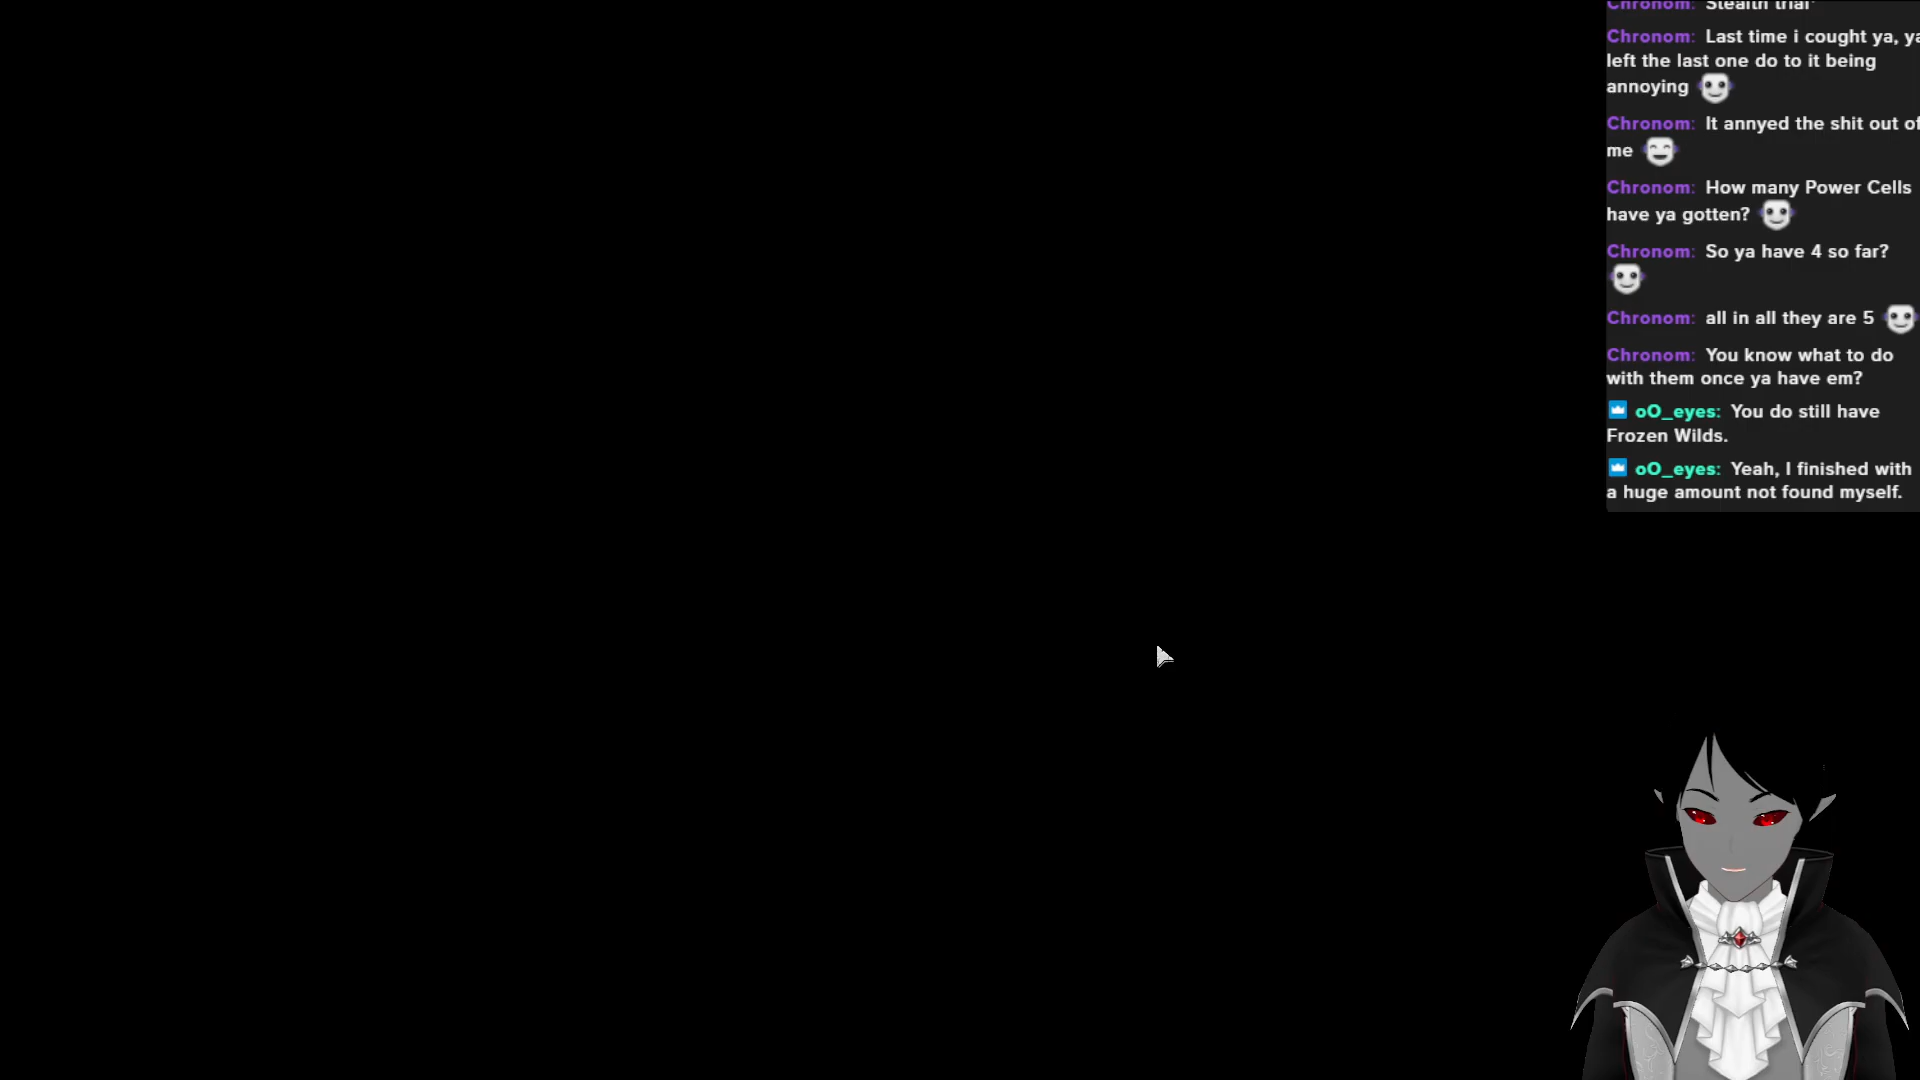 Chronom: Stealth trial
Chronom: Last time i cought ya, ya
left the last one do to it being
annoying
Chronom: It annyed the shit out of
me
Chronom: How many Power Cells
have ya gotten?
Chronom: So ya have 4 so far?
Chronom: all in all they are 5
Chronom: You know what to do
with them once ya have em?
oO_eyes: You do still have
Frozen Wilds.
oO_eyes: Yeah, I finished with
a huge amount not found myself.